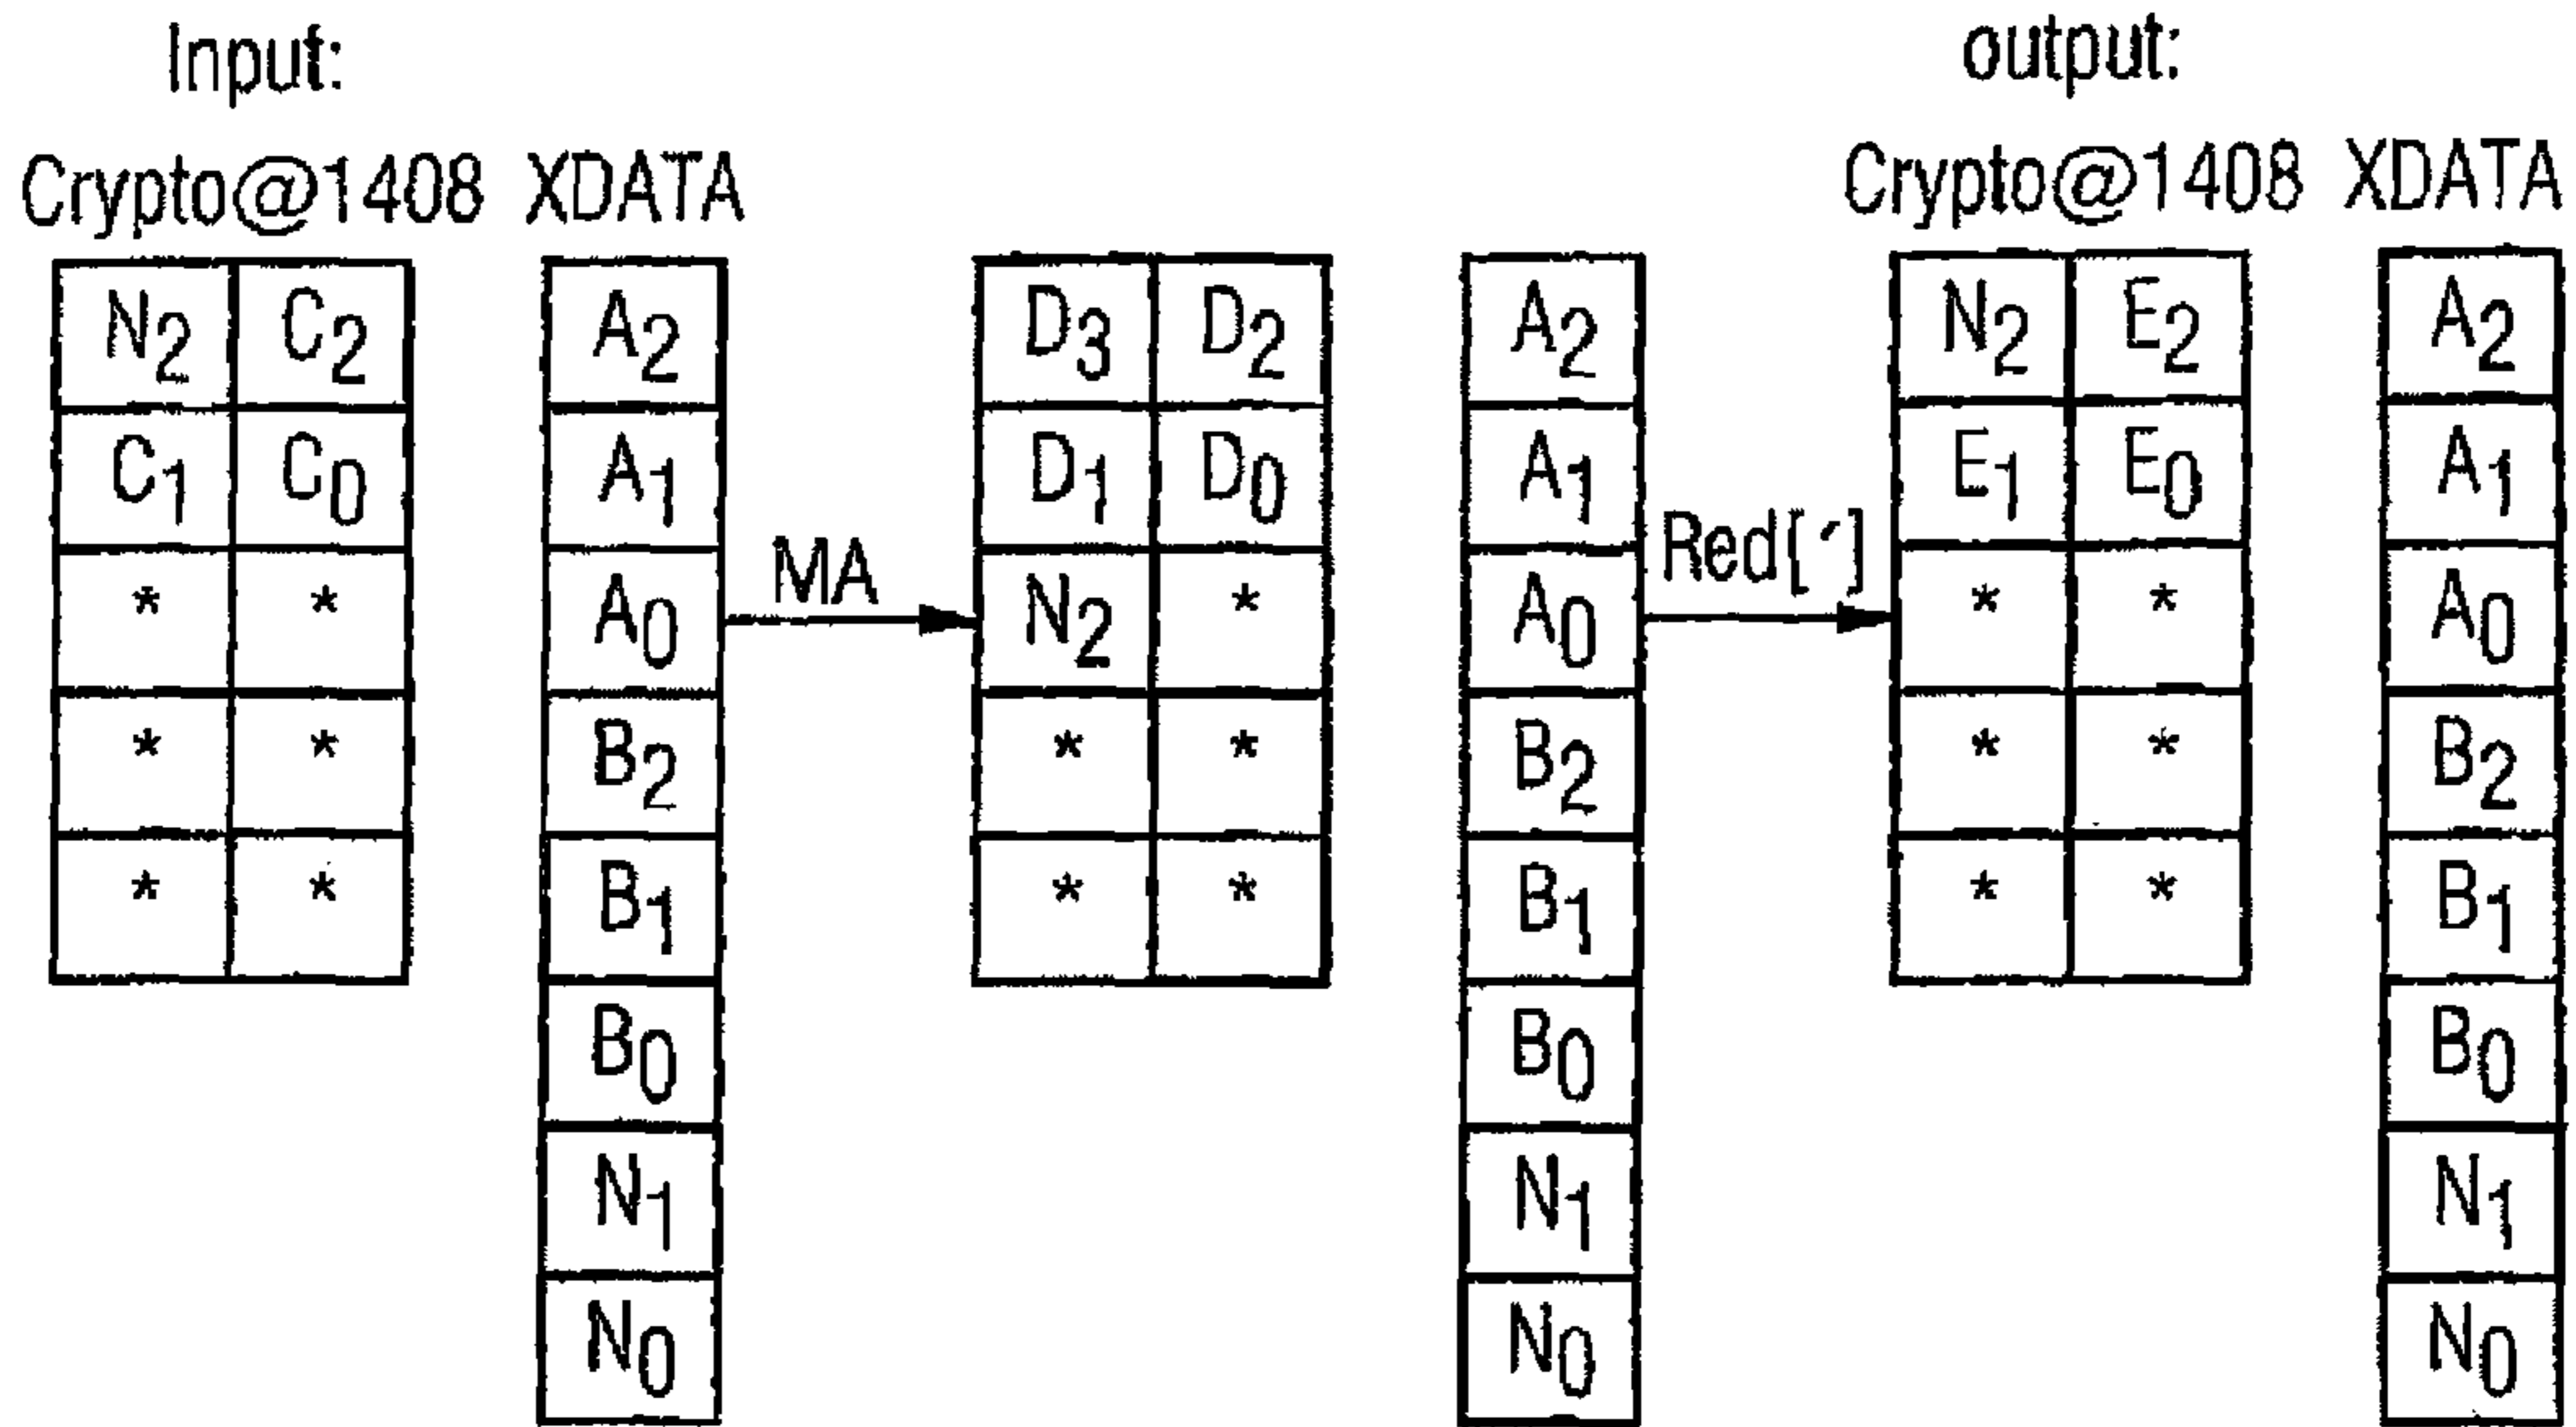 Input: output:
Crypto@1408 XDATA Crypto@1408 XDATA
N2 C2 A2 D3 D2 A2 N2 E2 A2
C1 C0 A1 D1 D0 A1 E1 E0 A1
* * A0 MA N2 * A0 Red[′] * * A0
* * B2 * * B2 * * B2
* * B1 * * B1 * * B1
B0 B0 B0
N1 N1 N1
N0 N0 N0